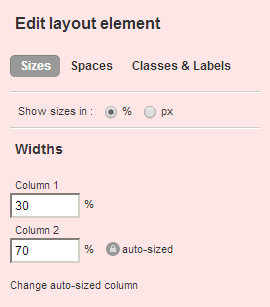 Edit layout element
Sizes Spaces Classes & Labels
Show sizes in : % px
Widths
Column 1
30 %
Column 2
70 % auto-sized
Change auto-sized column